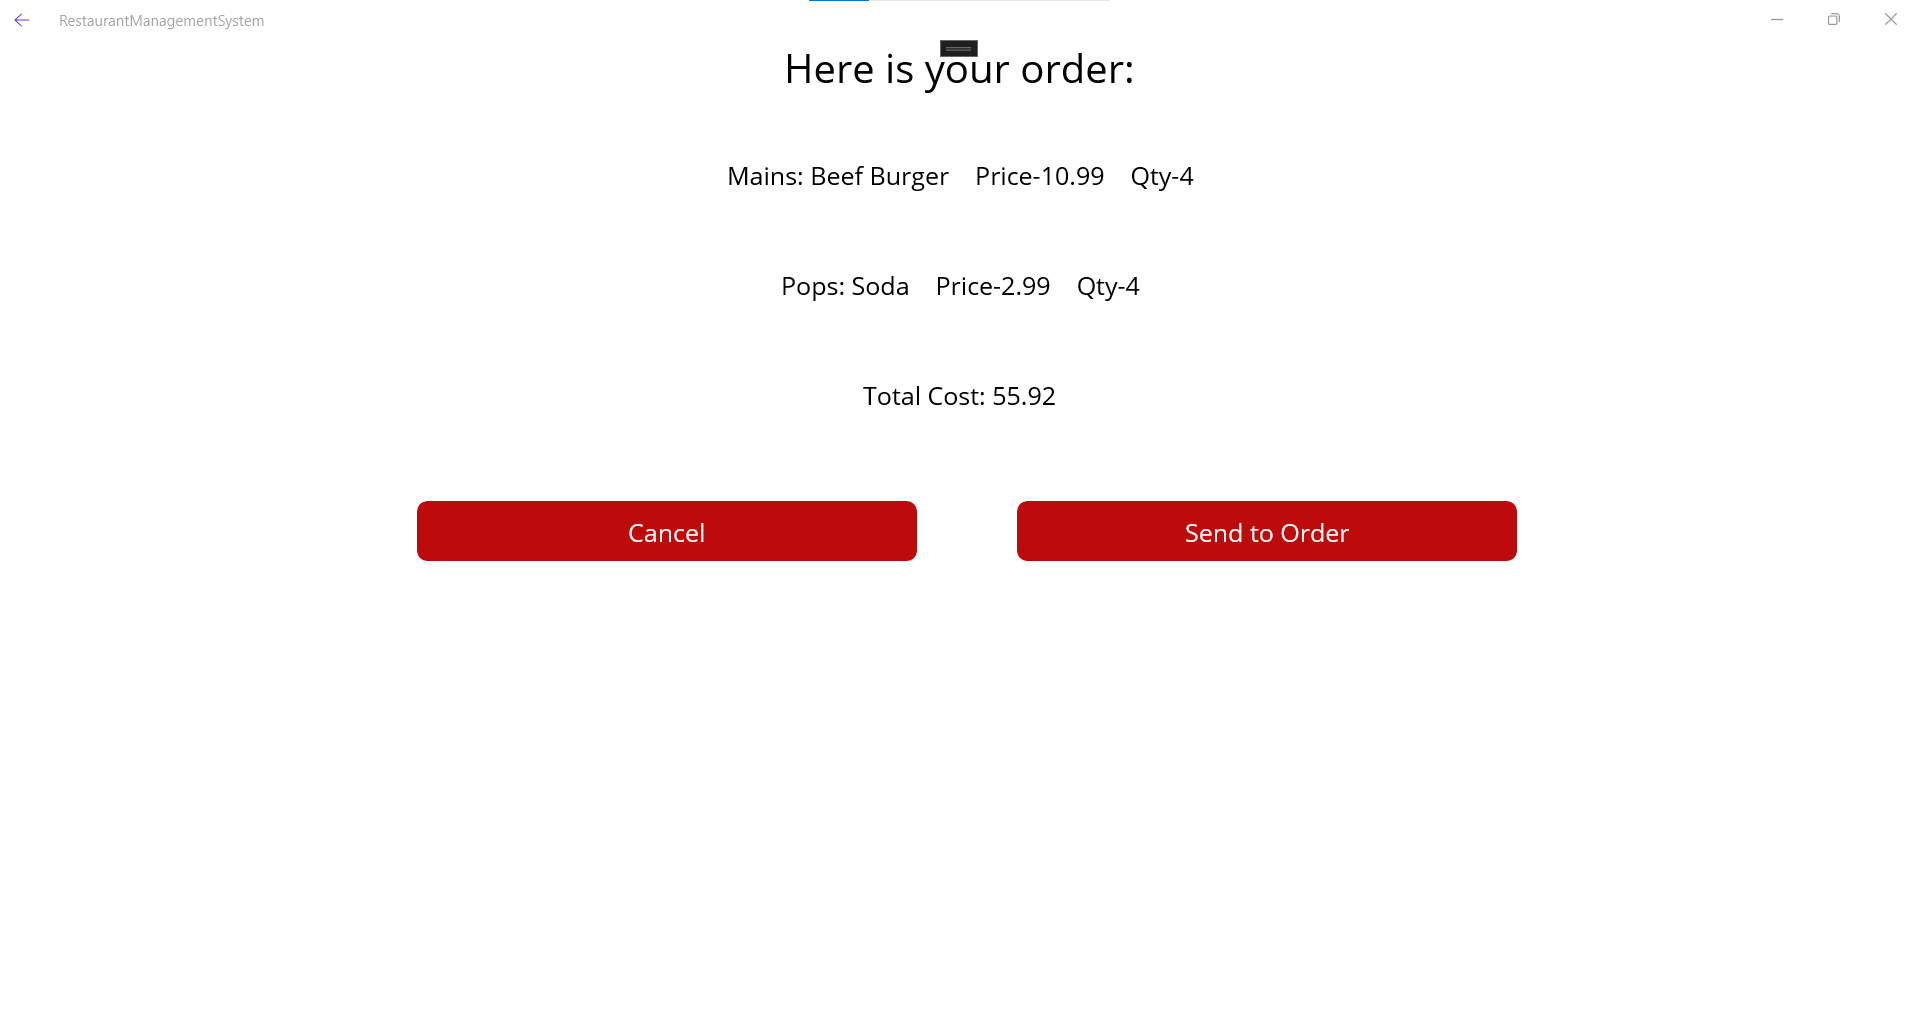 RestaurantManagementSystem
Here is your order:
Mains: Beef Burger    Price-10.99    Qty-4
Pops: Soda    Price-2.99    Qty-4
Total Cost: 55.92
Cancel
Send to Order